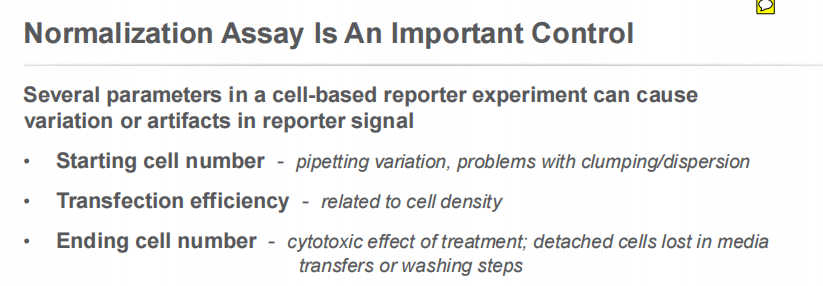 Normalization Assay Is An Important Control
Several parameters in a cell-based reporter experiment can cause
variation or artifacts in reporter signal
• Starting cell number - pipetting variation, problems with clumping/dispersion
• Transfection efficiency - related to cell density
• Ending cell number - cytotoxic effect of treatment; detached cells lost in media
transfers or washing steps